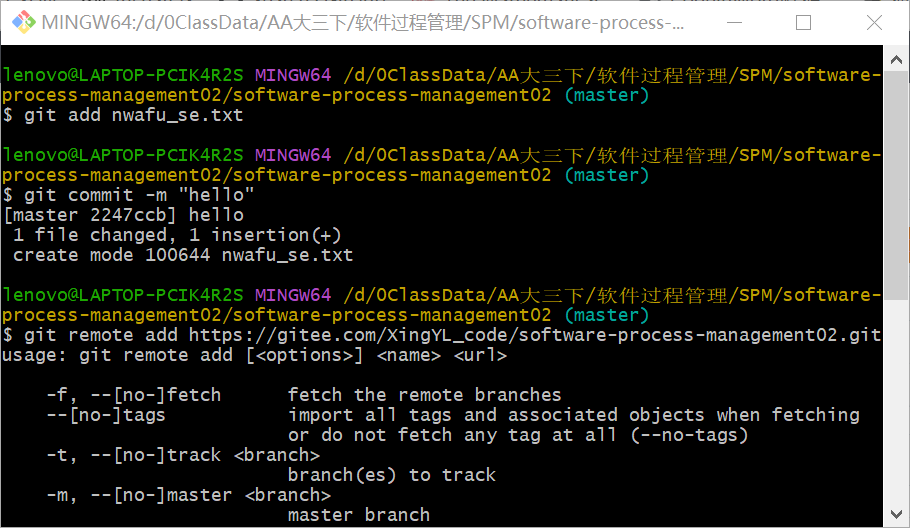 MINGW64:/d/0ClassData/AA大三下/软件过程管理/SPM/software-process-...
lenovo@LAPTOP-PCIK4R2S MINGW64 /d/0ClassData/AA大三下/软件过程管理/SPM/software-
process-management02/software-process-management02 (master)
$ git add nwafu_se.txt
lenovo@LAPTOP-PCIK4R2S MINGW64 /d/0ClassData/AA大三下/软件过程管理/SPM/software-
process-management02/software-process-management02 (master)
$ git commit -m "hello"
[master 2247ccb] hello
 1 file changed, 1 insertion(+)
 create mode 100644 nwafu_se.txt
lenovo@LAPTOP-PCIK4R2S MINGW64 /d/0ClassData/AA大三下/软件过程管理/SPM/software-
process-management02/software-process-management02 (master)
$ git remote add https://gitee.com/XingYL_code/software-process-management02.git
usage: git remote add [<options>] <name> <url>
    -f, --[no-]fetch      fetch the remote branches
    --[no-]tags           import all tags and associated objects when fetching
                          or do not fetch any tag at all (--no-tags)
    -t, --[no-]track <branch>
                          branch(es) to track
    -m, --[no-]master <branch>
                          master branch